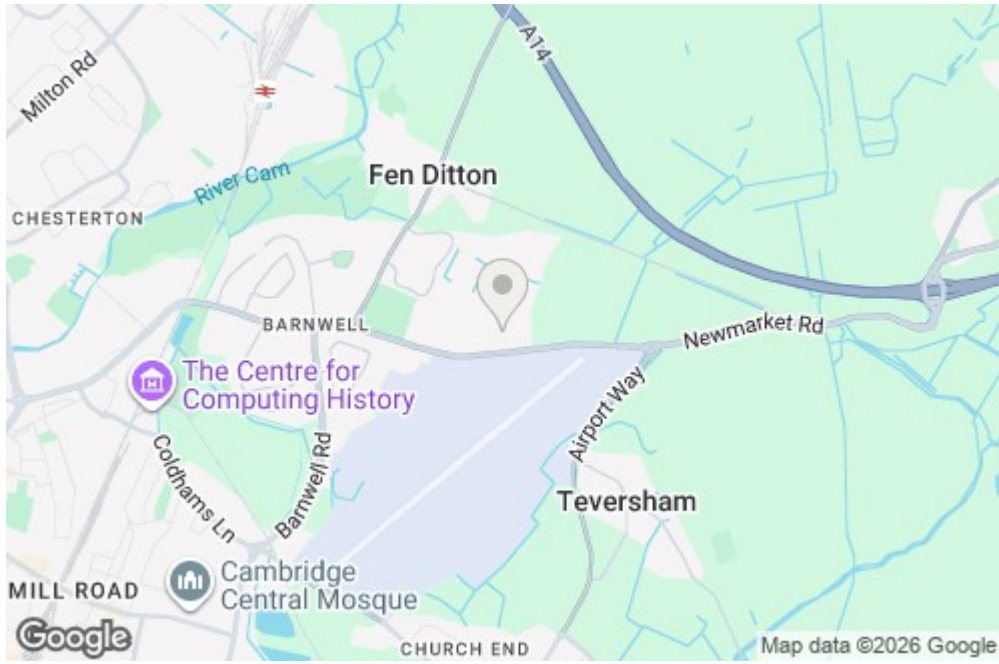 A14
Milton Rd
Fen Ditton
River Cam
CHESTERTON
BARNWELL
Newmarket Rd
The Centre for
Computing History
Airport Way
Coldhams Ln
Barnwell Rd
Teversham
Cambridge
Central Mosque
MILL ROAD
CHURCH END
Google
Map data ©2026 Google